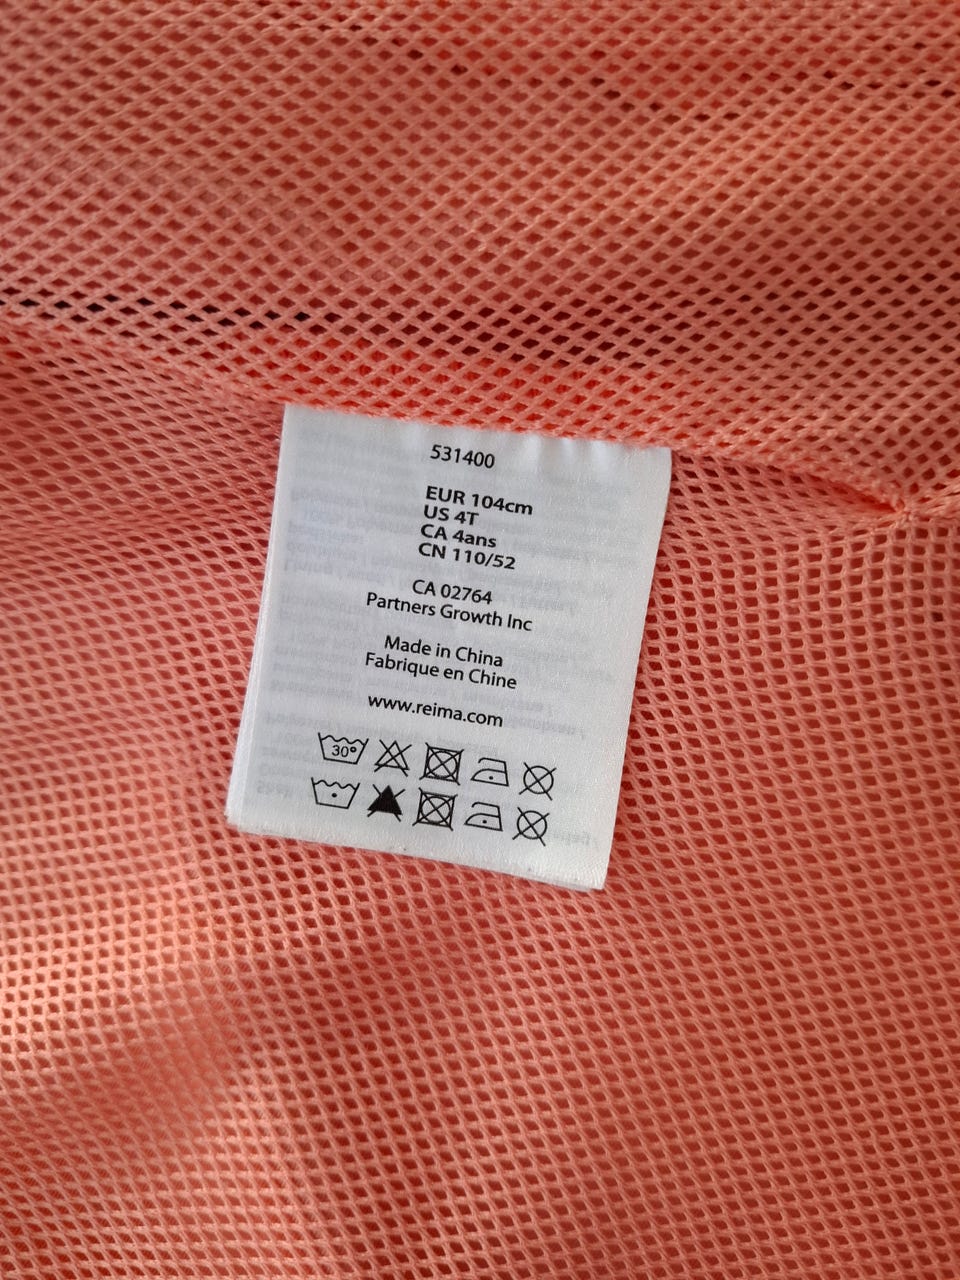 531400
EUR 104cm
US 4T
CA 4ans
CN 110/52
CA 02764
Partners Growth Inc
Made in China
Fabrique en Chine
www.reima.com
30°